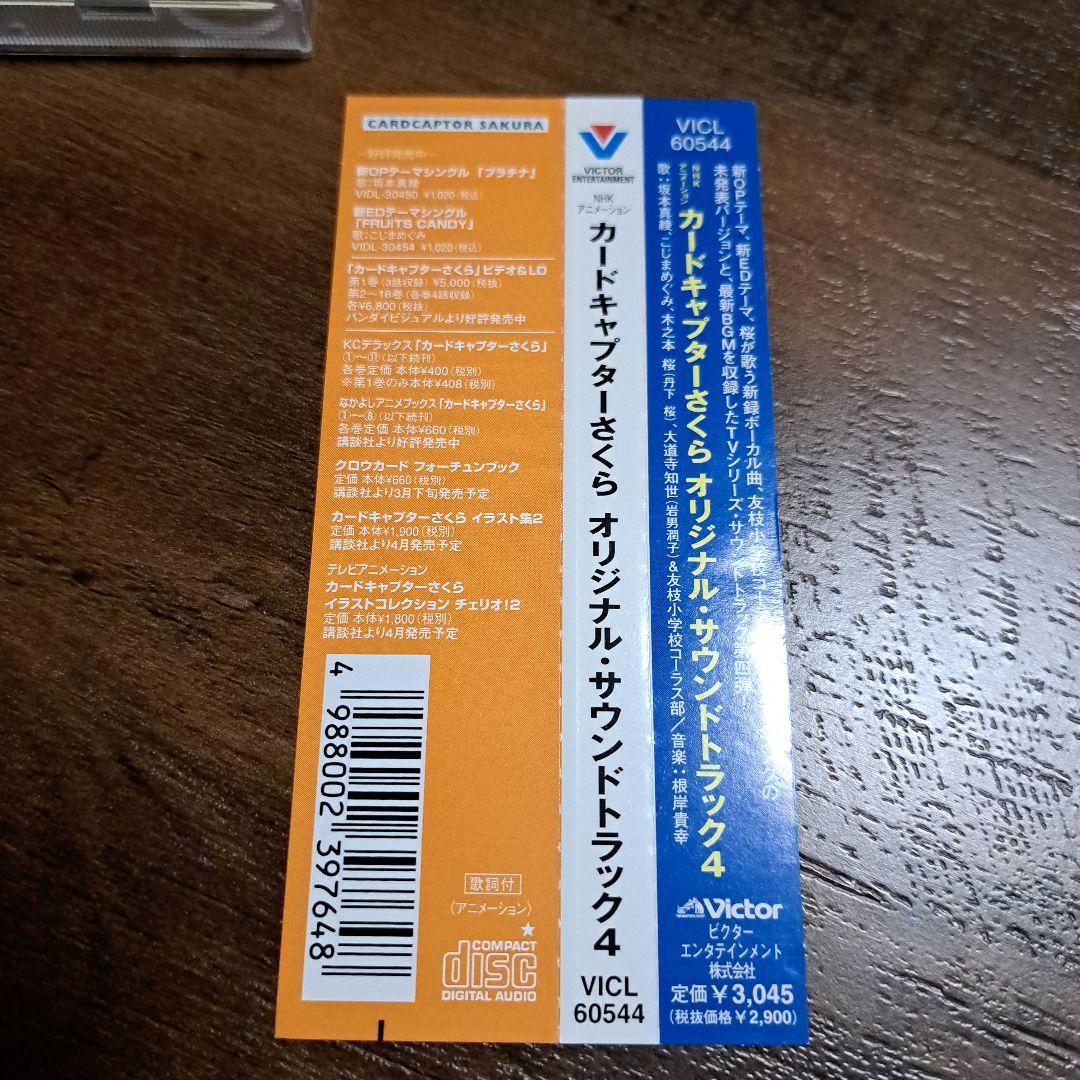 CARDCAPTOR SAKURA
―好評発売中―
新OPテーマシングル「プラチナ」
歌:坂本真綾
VIDL-30450 ¥1,020(税込)
新EDテーマシングル
「FRUITS CANDY」
歌:こじまめぐみ
VIDL-30454 ¥1,020(税込)
「カードキャプターさくら」ビデオ&LD
第1巻(3話収録) ¥5,000(税抜)
第2〜16巻(各巻4話収録)
各¥6,800(税抜)
バンダイビジュアルより好評発売中
KCデラックス「カードキャプターさくら」
①〜⑪(以下続刊)
各巻定価 本体¥400(税別)
※第1巻のみ本体¥408(税別)
なかよしアニメブックス「カードキャプターさくら」
①〜⑧(以下続刊)
各巻定価 本体¥660(税別)
講談社より好評発売中
クロウカード フォーチュンブック
定価 本体¥660(税別)
講談社より3月下旬発売予定
カードキャプターさくら イラスト集2
定価 本体¥1,900(税別)
講談社より4月発売予定
テレビアニメーション
カードキャプターさくら
イラストコレクション チェリオ!2
定価 本体¥1,800(税別)
講談社より4月発売予定
4 988002 397648
歌詞付
〈アニメーション〉
★
COMPACT
disc
DIGITAL AUDIO
VICTOR
ENTERTAINMENT
NHK
アニメーション
カードキャプターさくら オリジナル・サウンドトラック4
VICL
60544
VICL
60544
新OPテーマ、新EDテーマ、桜が歌う新録ボーカル曲、友枝小学校コー
未発表バージョンと、最新BGMを収録したTVシリーズ・サウンドトラック第四弾
NHK
アニメーション
カードキャプターさくら オリジナル・サウンドトラック4
歌:坂本真綾、こじまめぐみ、木之本 桜(丹下 桜)、大道寺知世(岩男潤子)&友枝小学校コーラス部/音楽:根岸貴幸
Victor
ビクター
エンタテインメント
株式会社
定価¥3,045
(税抜価格¥2,900)